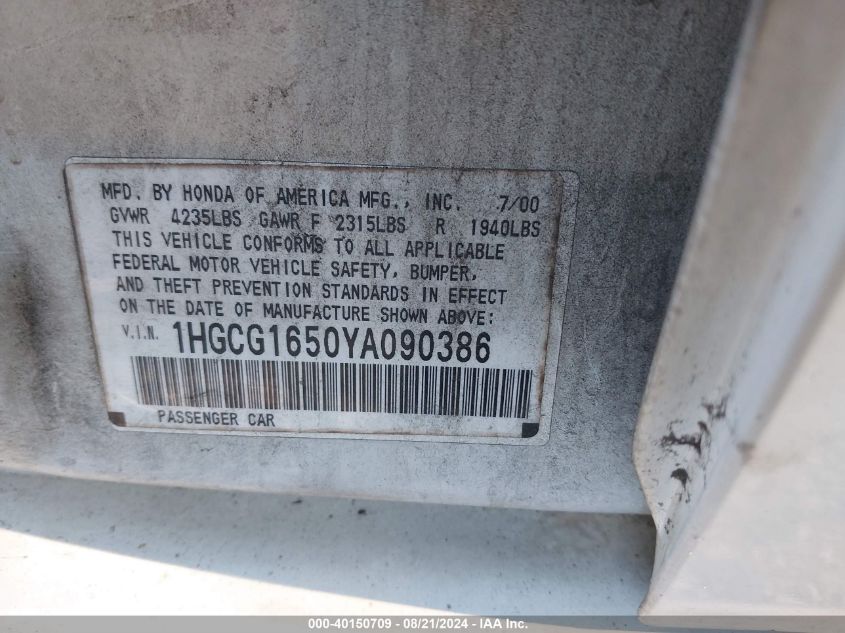 MFD. BY HONDA OF AMERICA MFG., INC. 7/00
GVWR 4235LBS GAWR F 2315LBS R 1940LBS
THIS VEHICLE CONFORMS TO ALL APPLICABLE
FEDERAL MOTOR VEHICLE SAFETY, BUMPER,
AND THEFT PREVENTION STANDARDS IN EFFECT
ON THE DATE OF MANUFACTURE SHOWN ABOVE:
V.I.N. 1HGCG1650YA090386
PASSENGER CAR
000-40150709 - 08/21/2024 - IAA Inc.